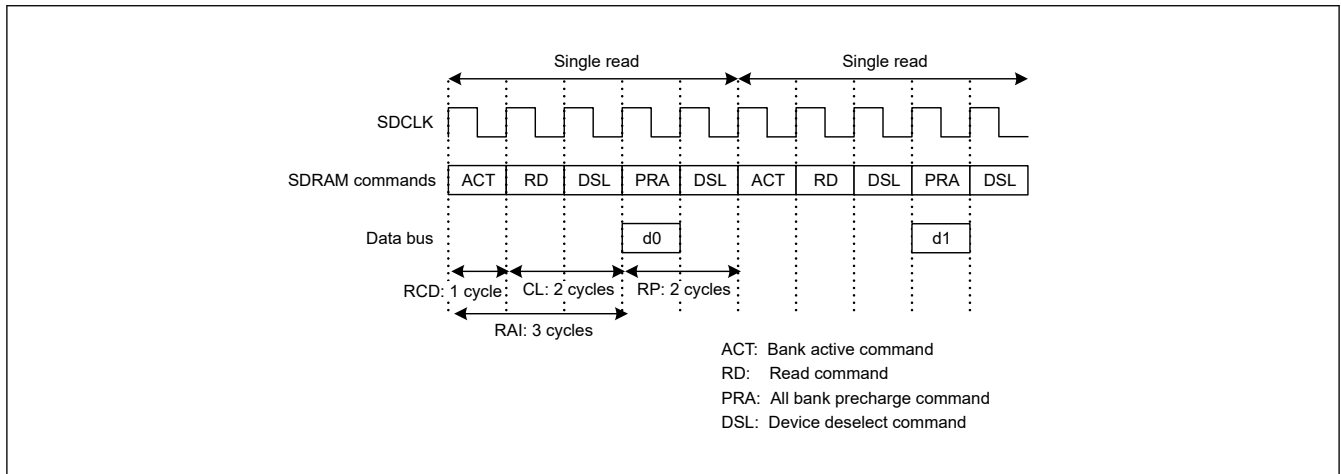 Single read Single read
SDCLK
SDRAM commands ACT RD DSL PRA DSL ACT RD DSL PRA DSL
Data bus d0 d1
RCD: 1 cycle CL: 2 cycles RP: 2 cycles
RAI: 3 cycles
ACT: Bank active command
RD: Read command
PRA: All bank precharge command
DSL: Device deselect command